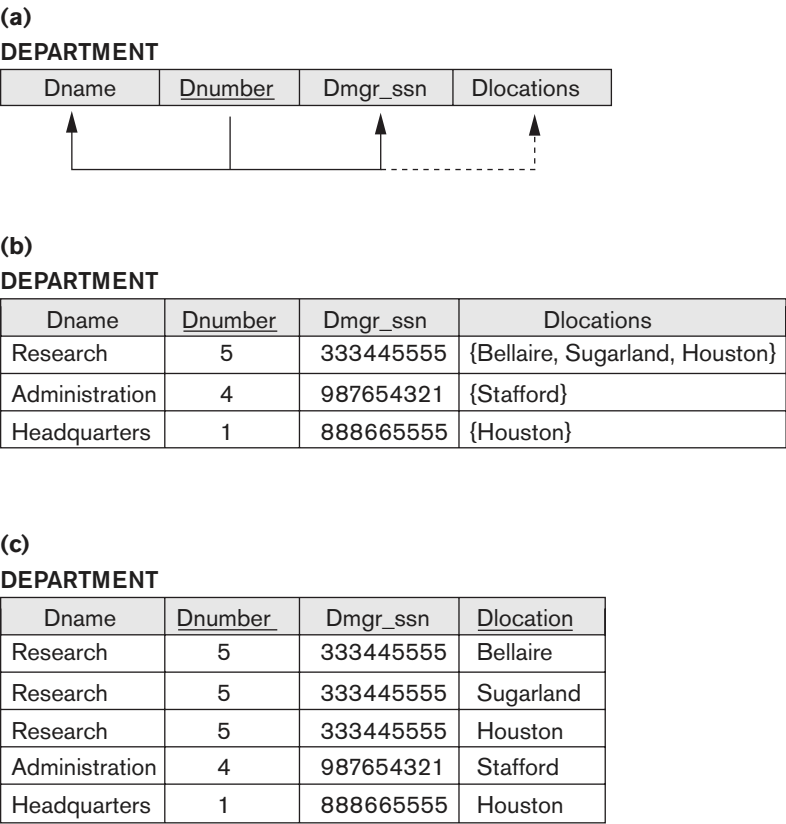 (a)
DEPARTMENT
Dname Dnumber Dmgr_ssn Dlocations
(b)
DEPARTMENT
Dname Dnumber Dmgr_ssn Dlocations
Research 5 333445555 {Bellaire, Sugarland, Houston}
Administration 4 987654321 {Stafford}
Headquarters 1 888665555 {Houston}
(c)
DEPARTMENT
Dname Dnumber Dmgr_ssn Dlocation
Research 5 333445555 Bellaire
Research 5 333445555 Sugarland
Research 5 333445555 Houston
Administration 4 987654321 Stafford
Headquarters 1 888665555 Houston